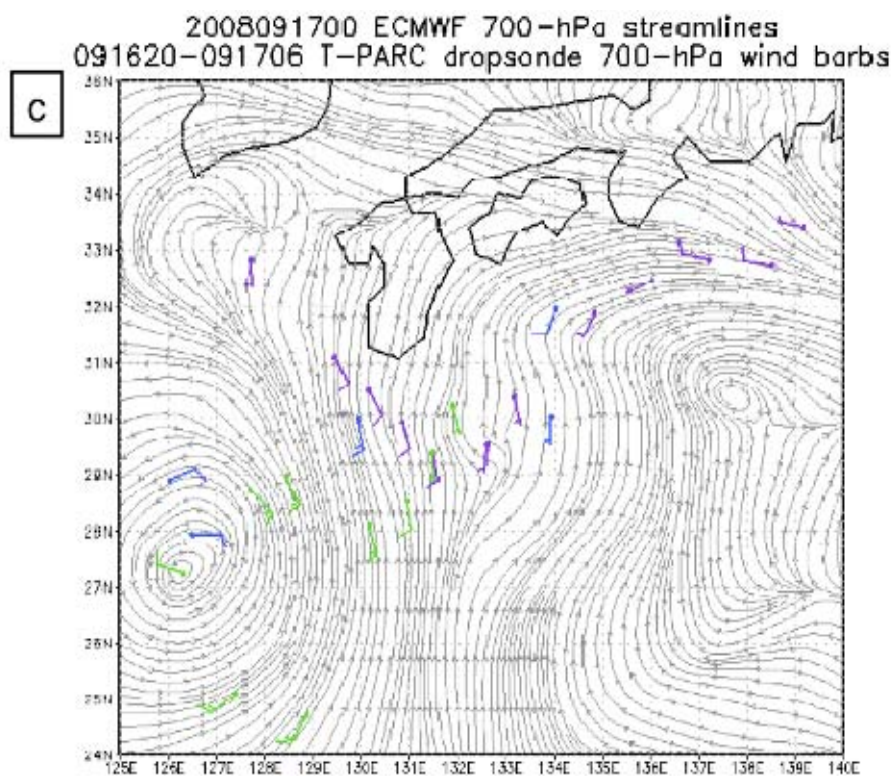 2008091700 ECMWF 700-hPa streamlines
091620-091706 T-PARC dropsonde 700-hPa wind barbs
C
36N
35N
34N
33N
32N
31N
30N
29N
28N
27N
26N
25N
24N
125E 126E 127E 128E 129E 130E 131E 132E 133E 134E 135E 136E 137E 138E 139E 140E